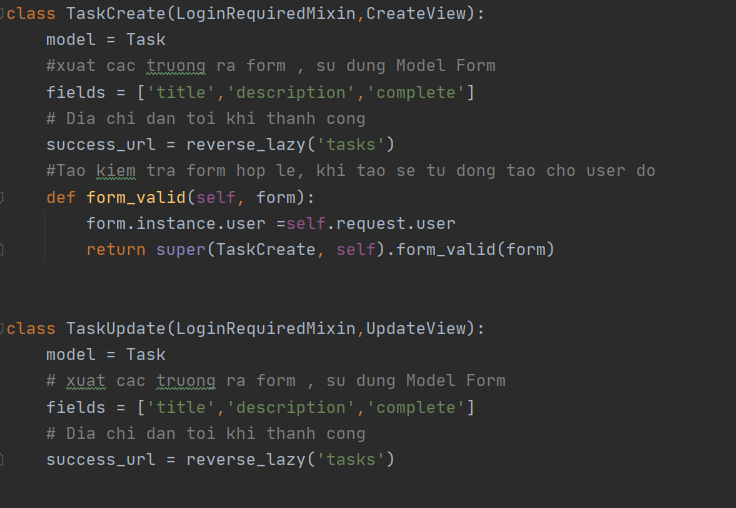 class TaskCreate(LoginRequiredMixin,CreateView):
    model = Task
    #xuat cac truong ra form , su dung Model Form
    fields = ['title','description','complete']
    # Dia chi dan toi khi thanh cong
    success_url = reverse_lazy('tasks')
    #Tao kiem tra form hop le, khi tao se tu dong tao cho user do
    def form_valid(self, form):
        form.instance.user =self.request.user
        return super(TaskCreate, self).form_valid(form)
class TaskUpdate(LoginRequiredMixin,UpdateView):
    model = Task
    # xuat cac truong ra form , su dung Model Form
    fields = ['title','description','complete']
    # Dia chi dan toi khi thanh cong
    success_url = reverse_lazy('tasks')